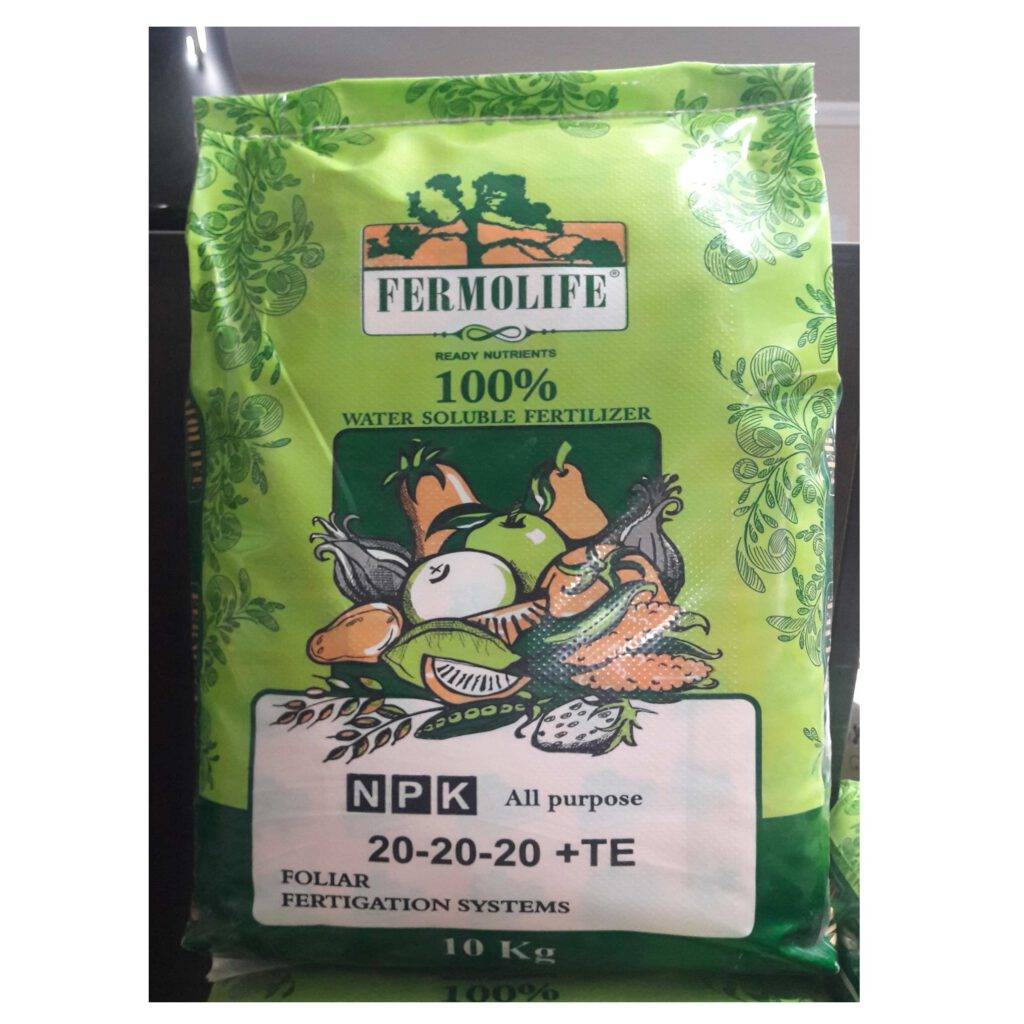 FERMOLIFE®
READY NUTRIENTS
100%
WATER SOLUBLE FERTILIZER
NPK All purpose
20-20-20 +TE
FOLIAR
FERTIGATION SYSTEMS
10 Kg
100%